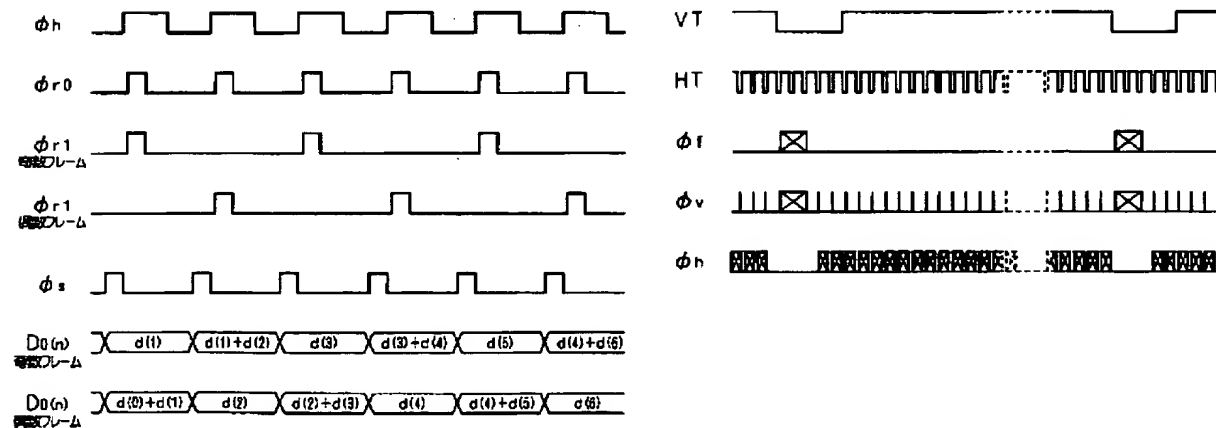 φh
φr0
φr1
奇数フレーム
φr1
偶数フレーム
φs
D0(n)
奇数フレーム
d(1)
d(1)+d(2)
d(3)
d(3)+d(4)
d(5)
d(4)+d(6)
D0(n)
偶数フレーム
d(0)+d(1)
d(2)
d(2)+d(3)
d(4)
d(4)+d(5)
d(6)
VT
HT
φf
φv
φh